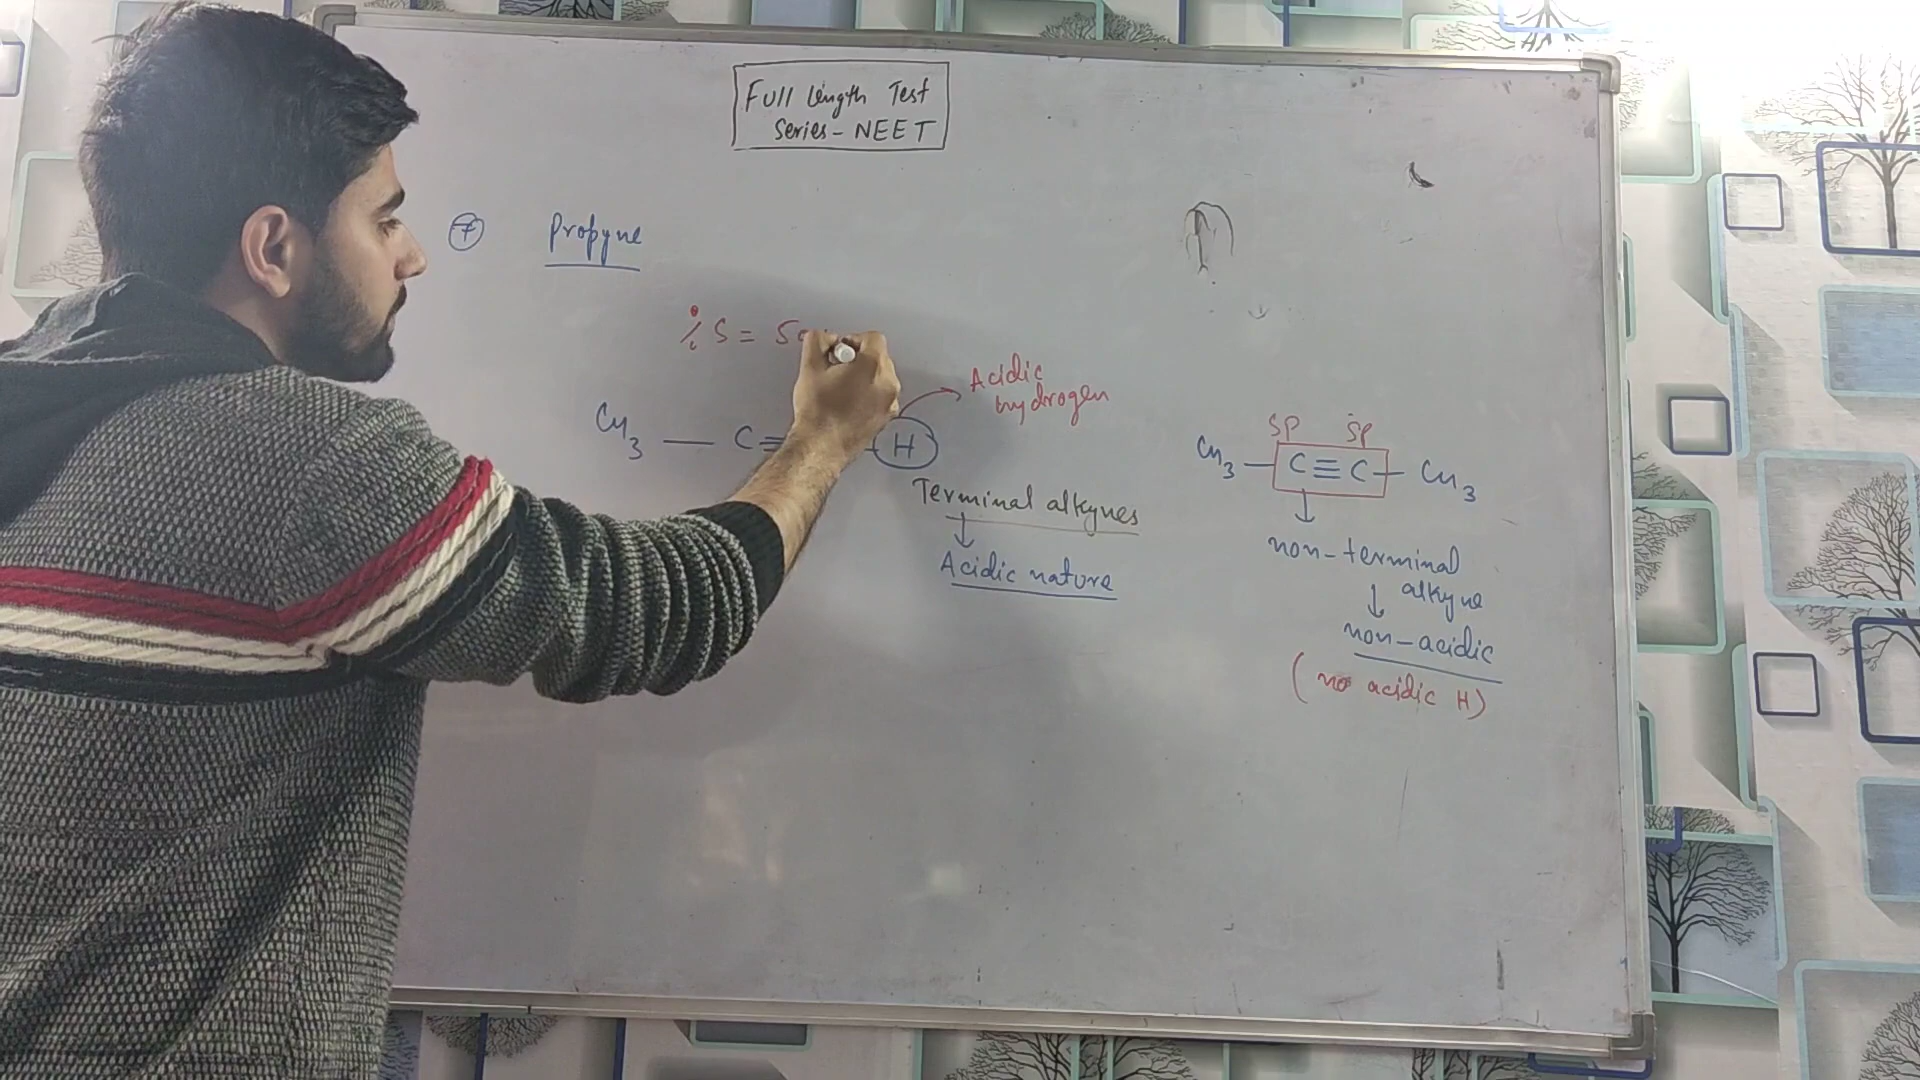 Full Length Test
Series - NEET
7 Propyne
% S = 50
Acidic
hydrogen
CH3 — C≡ H
Terminal alkynes
↓
Acidic nature
SP SP
CH3 — C≡C — CH3
↓
non-terminal
alkyne
↓
non-acidic
(no acidic H)